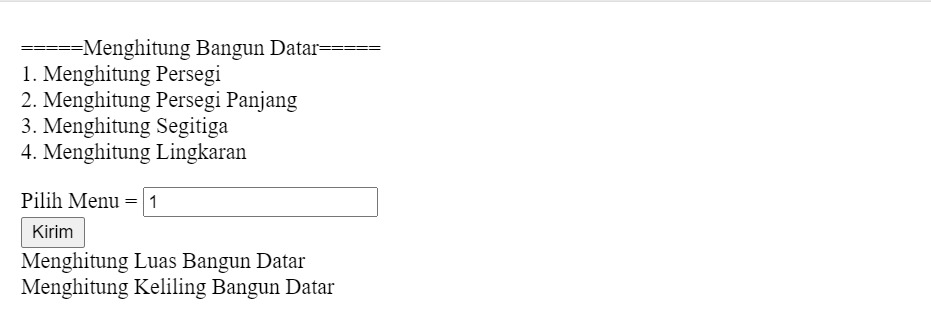 =====Menghitung Bangun Datar=====
1. Menghitung Persegi
2. Menghitung Persegi Panjang
3. Menghitung Segitiga
4. Menghitung Lingkaran
Pilih Menu = 1
Kirim
Menghitung Luas Bangun Datar
Menghitung Keliling Bangun Datar